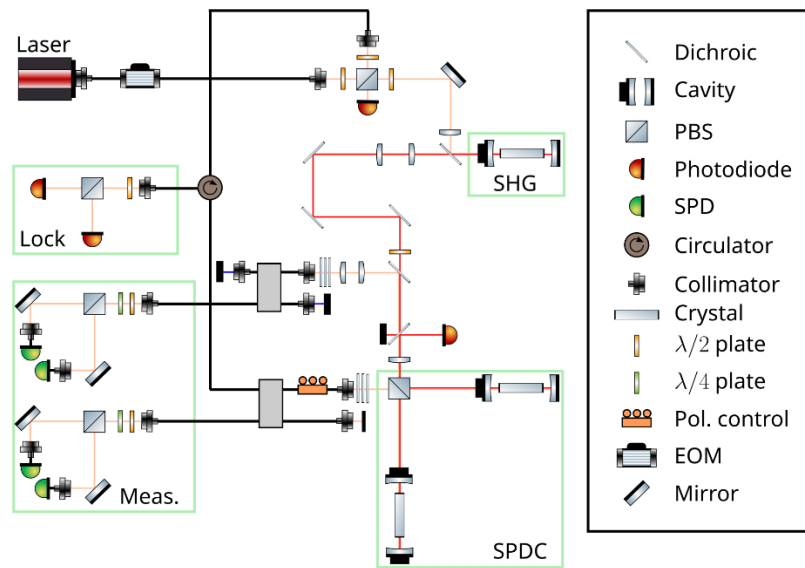 Laser
SHG
Lock
Meas.
SPDC
Dichroic
Cavity
PBS
Photodiode
SPD
Circulator
Collimator
Crystal
λ/2 plate
λ/4 plate
Pol. control
EOM
Mirror